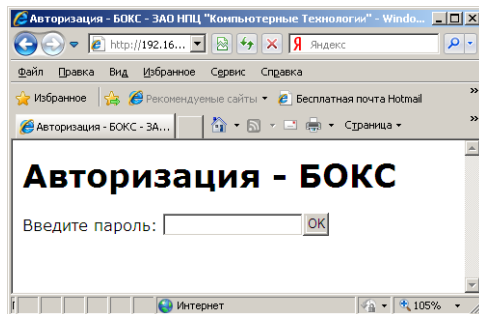 Авторизация - БОКС - ЗАО НПЦ "Компьютерные Технологии" - Windo...
http://192.16... Яндекс
Файл Правка Вид Избранное Сервис Справка
Избранное Рекомендуемые сайты Бесплатная почта Hotmail »
Авторизация - БОКС - ЗА... Страница »
Авторизация - БОКС
Введите пароль: OK
Интернет 105%